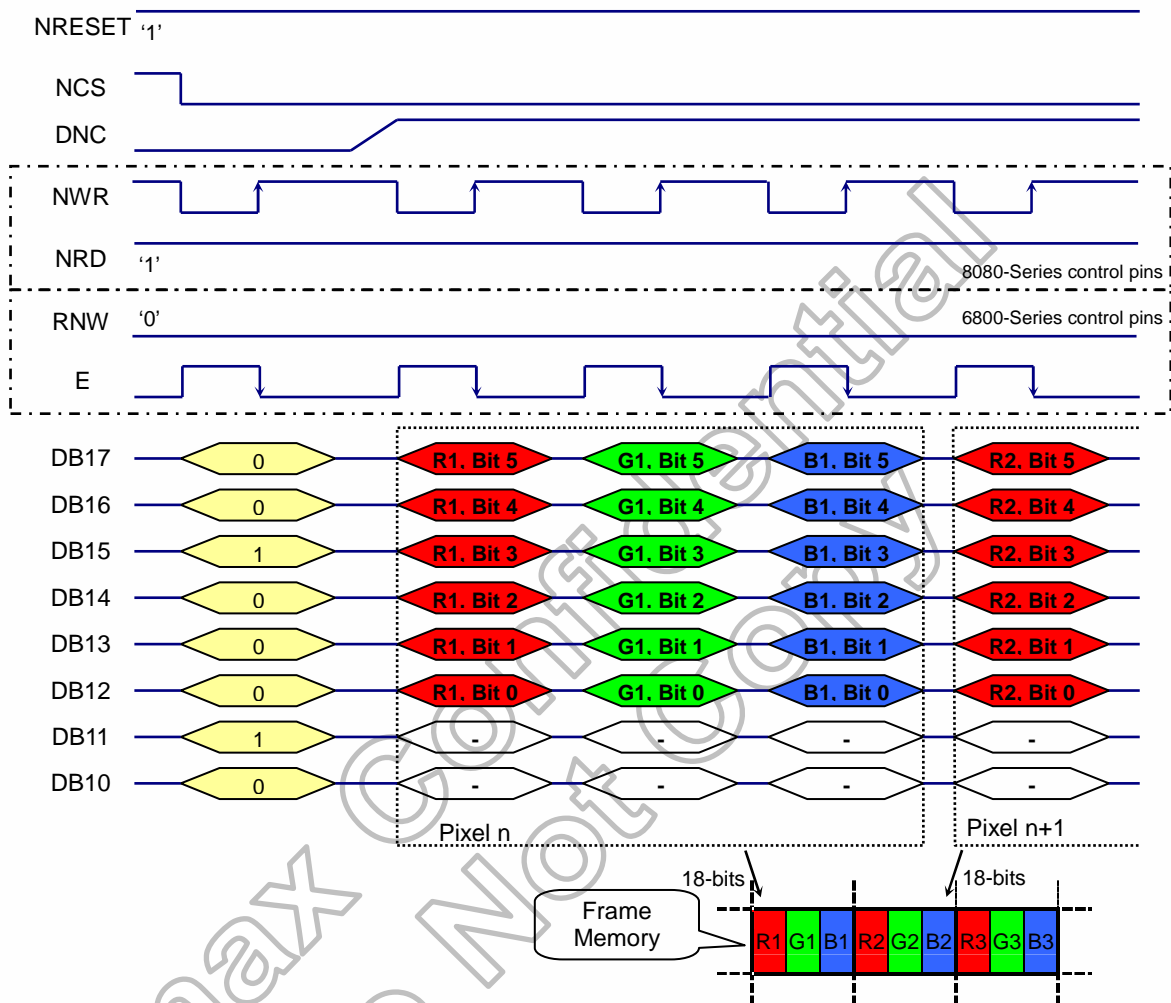 NRESET '1'
NCS
DNC
NWR
NRD '1'
8080-Series control pins
RNW '0' 6800-Series control pins
E
DB17 0 R1, Bit 5 G1, Bit 5 B1, Bit 5 R2, Bit 5
DB16 0 R1, Bit 4 G1, Bit 4 B1, Bit 4 R2, Bit 4
DB15 1 R1, Bit 3 G1, Bit 3 B1, Bit 3 R2, Bit 3
DB14 0 R1, Bit 2 G1, Bit 2 B1, Bit 2 R2, Bit 2
DB13 0 R1, Bit 1 G1, Bit 1 B1, Bit 1 R2, Bit 1
DB12 0 R1, Bit 0 G1, Bit 0 B1, Bit 0 R2, Bit 0
DB11 1 - - - -
DB10 0 - - - -
Pixel n Pixel n+1
18-bits 18-bits
Frame
Memory
R1 G1 B1 R2 G2 B2 R3 G3 B3
Confidential
Not Copy